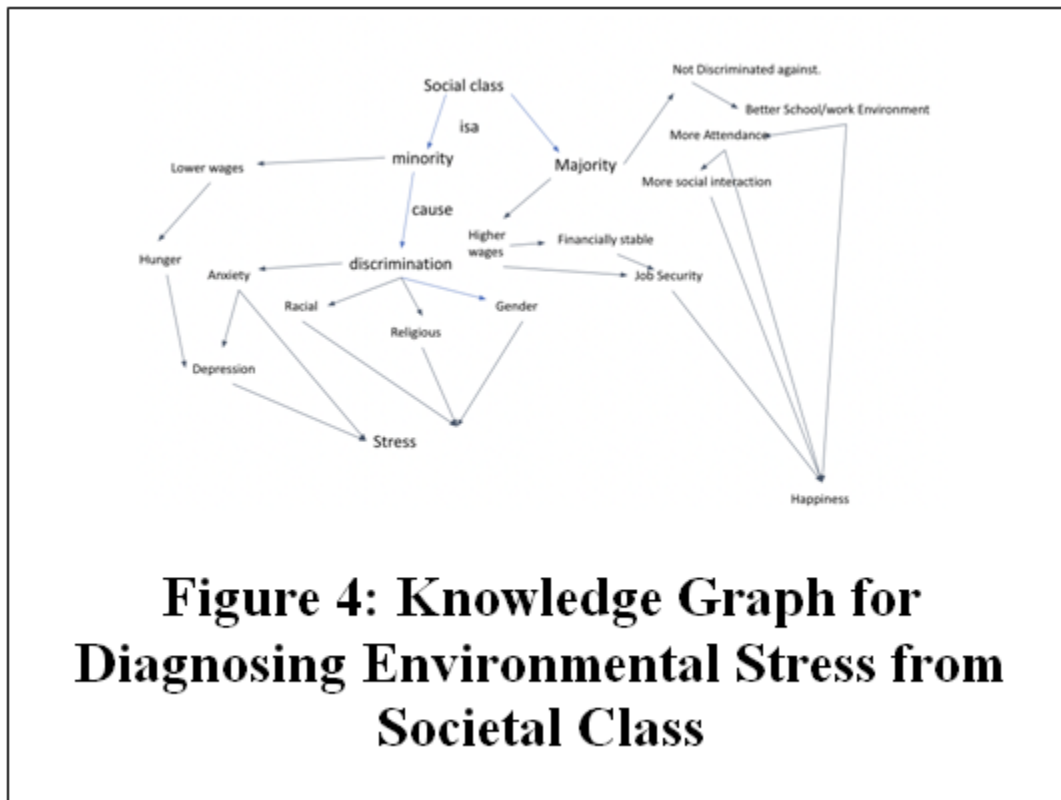 Not Discriminated against.
Social class
Better School/work Environment
isa
More Attendance
minority
Majority
Lower wages
More social interaction
cause
Higher
wages
Financially stable
Hunger
discrimination
Anxiety
Job Security
Racial
Gender
Religious
Depression
Stress
Happiness
Figure 4: Knowledge Graph for
Diagnosing Environmental Stress from
Societal Class